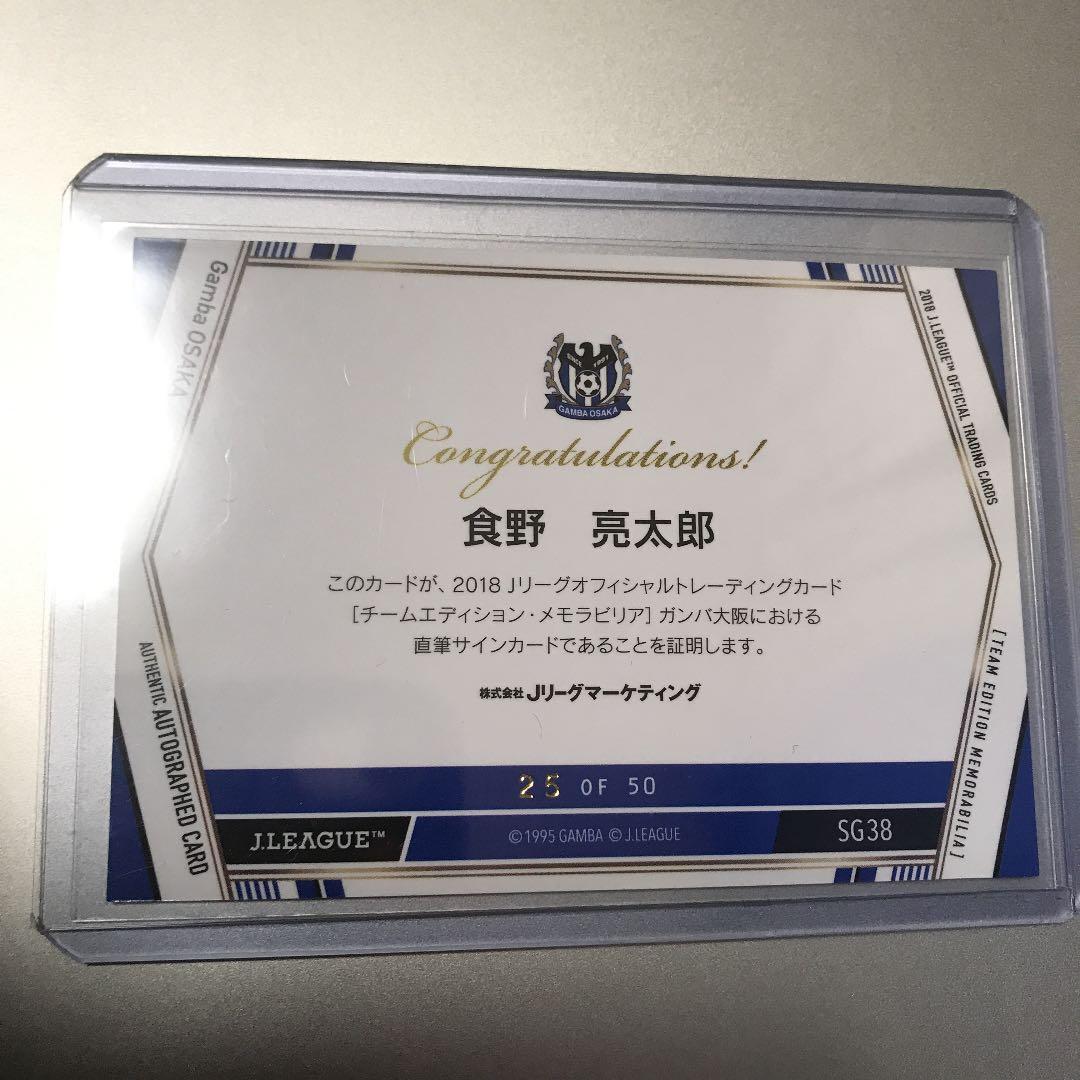 Gamba OSAKA
2018 J.LEAGUE™ OFFICIAL TRADING CARDS
SINCE 1991
GAMBA OSAKA
Congratulations!
食野 亮太郎
このカードが、2018 Jリーグオフィシャルトレーディングカード
[チームエディション・メモラビリア] ガンバ大阪における
直筆サインカードであることを証明します。
株式会社 Jリーグマーケティング
AUTHENTIC AUTOGRAPHED CARD
[TEAM EDITION MEMORABILIA]
25 OF 50
J.LEAGUE™
©1995 GAMBA © J.LEAGUE
SG38